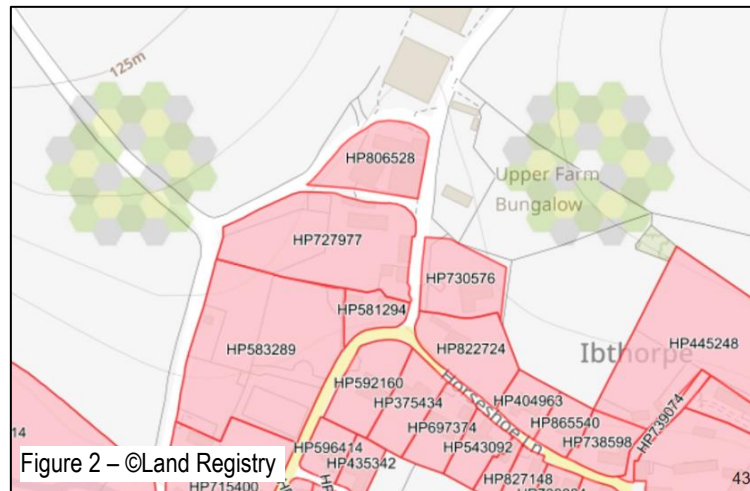 125m
HP806528
Upper Farm
Bungalow
HP727977
HP730576
HP581294
HP822724
HP583289
HP445248
Ibthorpe
HP592160
HP375434
Horseshoe Ln
HP404963
HP697374
HP865540
HP739074
HP738598
HP543092
HP596414
HP435342
HP827148
14
HP715400
43
Figure 2 – ©Land Registry